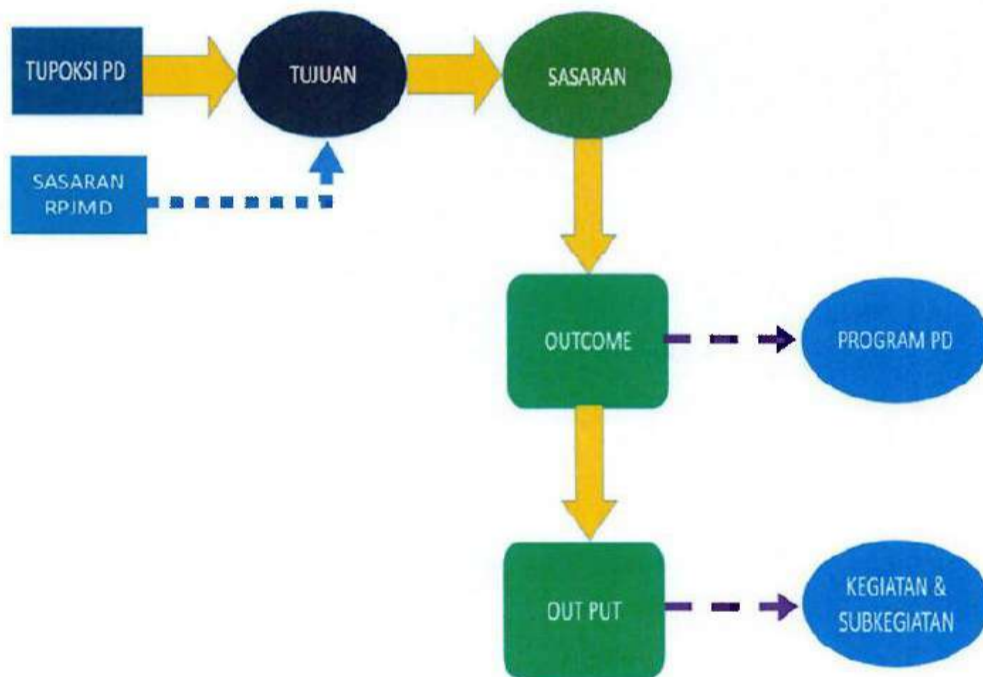 TUPOKSI PD
TUJUAN
SASARAN
SASARAN
RPJMD
OUTCOME
PROGRAM PD
OUT PUT
KEGIATAN &
SUBKEGIATAN